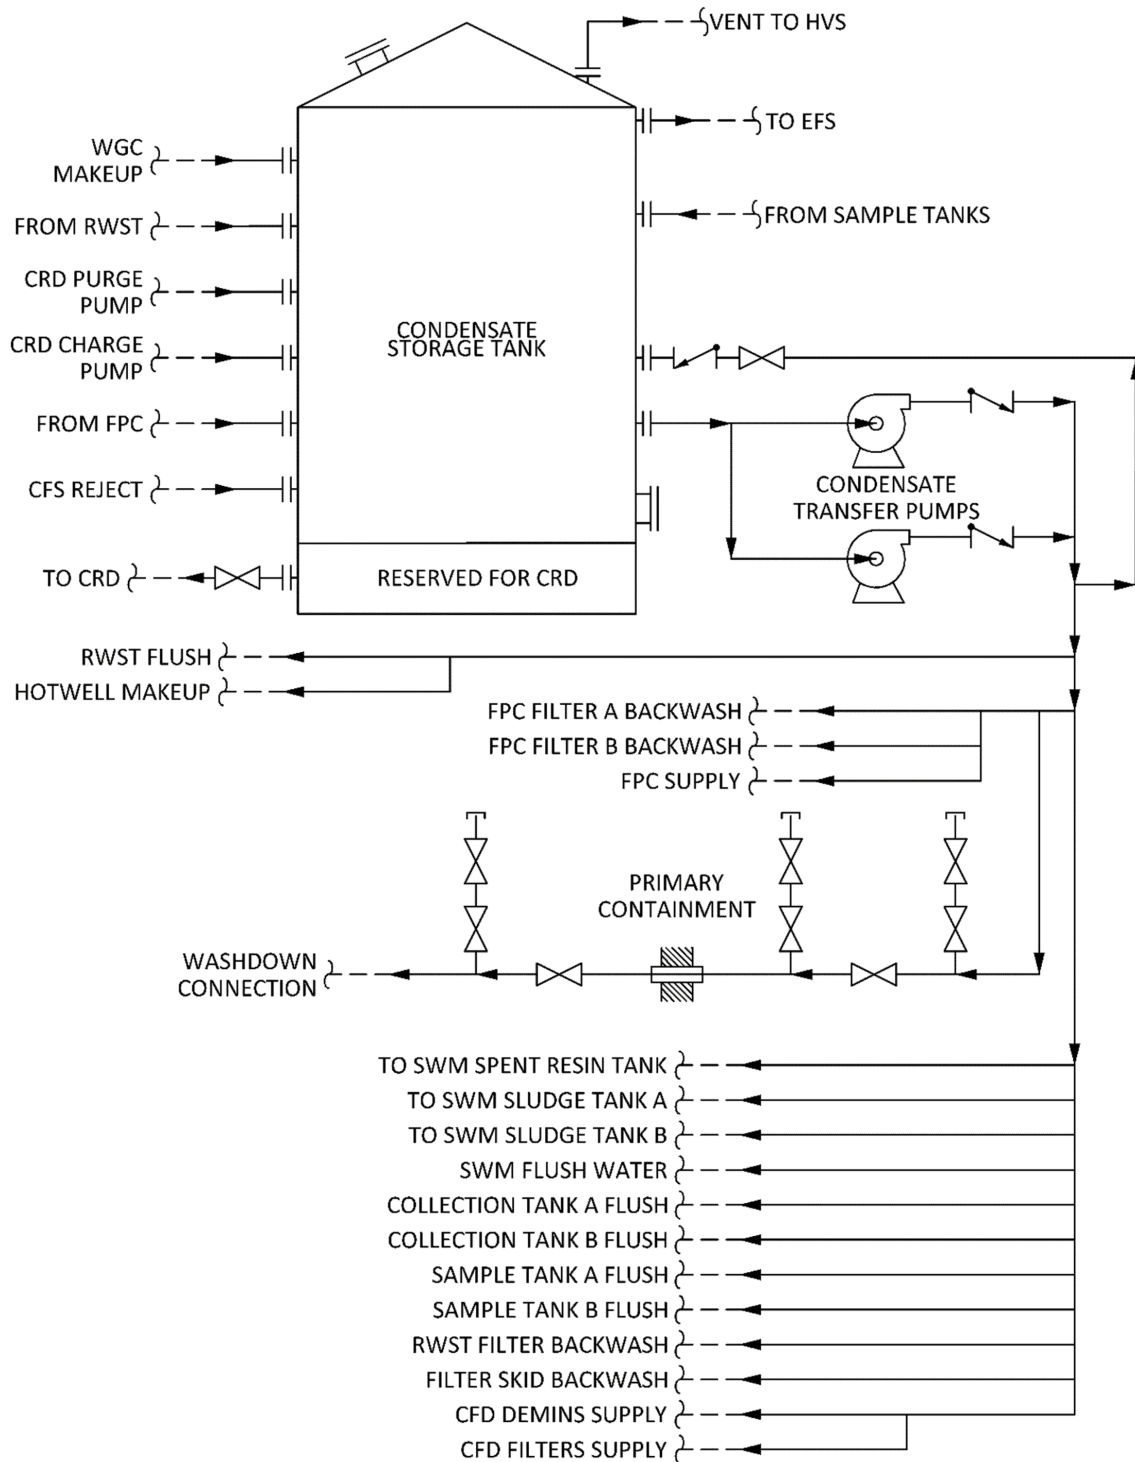 VENT TO HVS
TO EFS
WGC
MAKEUP
FROM RWST
FROM SAMPLE TANKS
CRD PURGE
PUMP
CRD CHARGE
PUMP
CONDENSATE
STORAGE TANK
FROM FPC
CFS REJECT
CONDENSATE
TRANSFER PUMPS
TO CRD
RESERVED FOR CRD
RWST FLUSH
HOTWELL MAKEUP
FPC FILTER A BACKWASH
FPC FILTER B BACKWASH
FPC SUPPLY
PRIMARY
CONTAINMENT
WASHDOWN
CONNECTION
TO SWM SPENT RESIN TANK
TO SWM SLUDGE TANK A
TO SWM SLUDGE TANK B
SWM FLUSH WATER
COLLECTION TANK A FLUSH
COLLECTION TANK B FLUSH
SAMPLE TANK A FLUSH
SAMPLE TANK B FLUSH
RWST FILTER BACKWASH
FILTER SKID BACKWASH
CFD DEMINS SUPPLY
CFD FILTERS SUPPLY